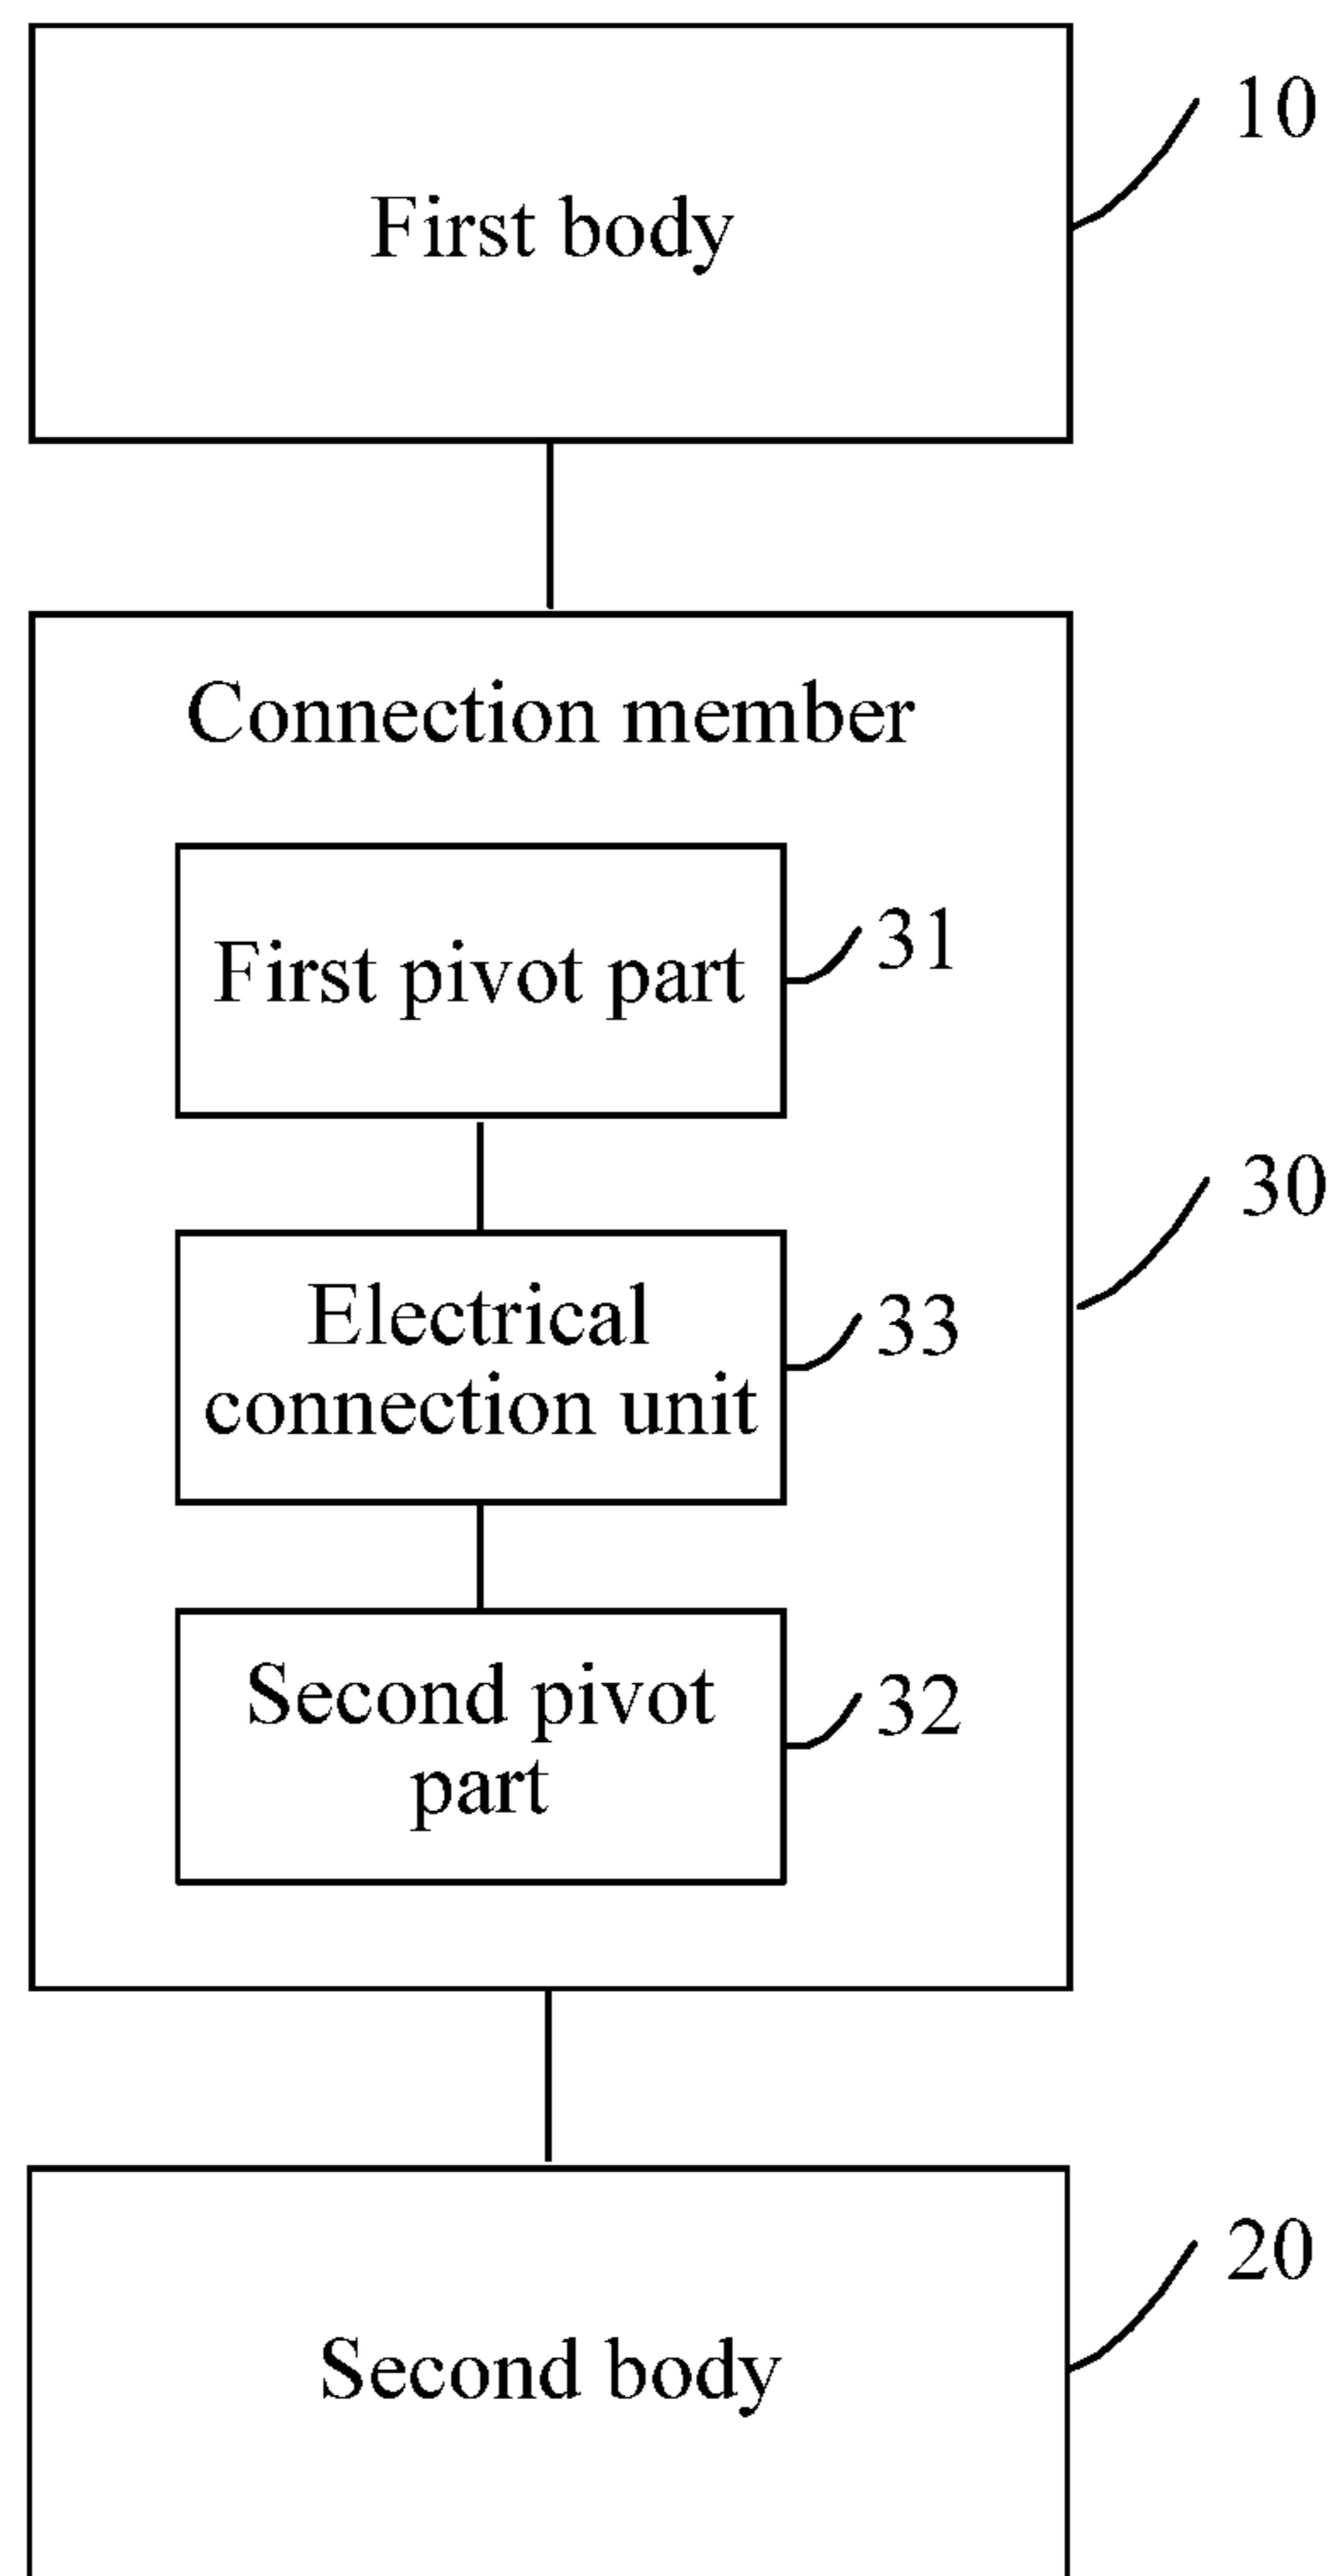 First body
10
Connection member
First pivot part
31
30
Electrical
connection unit
33
Second pivot
part
32
Second body
20